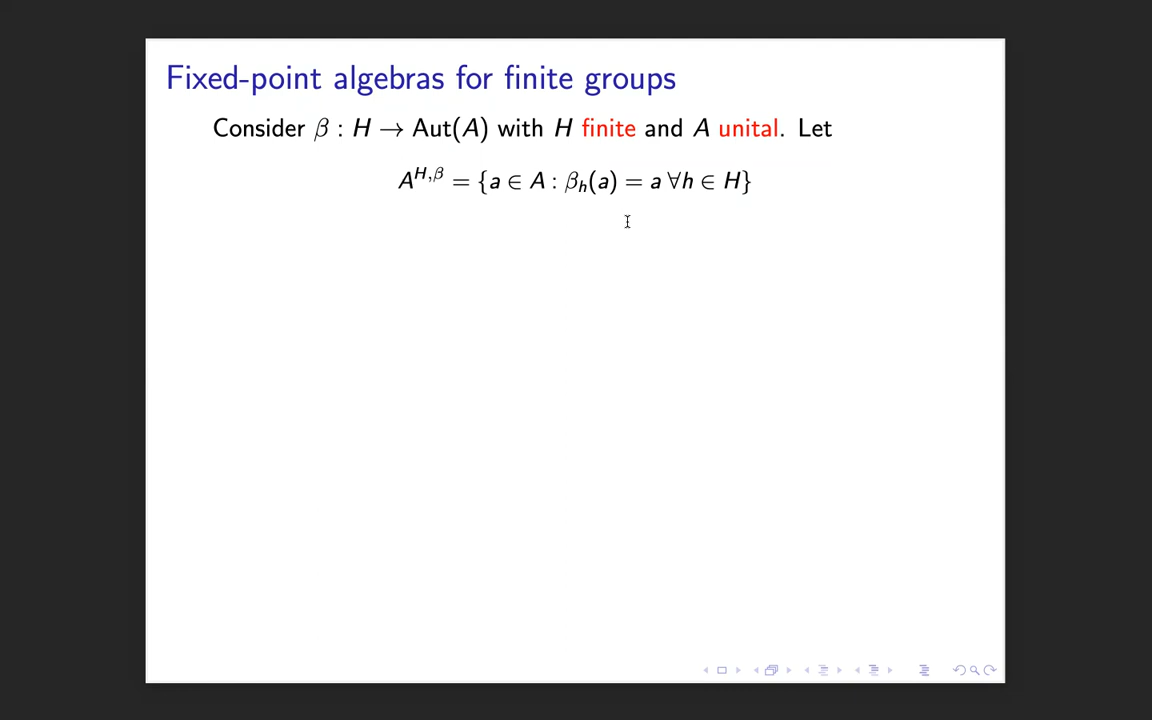 Fixed-point algebras for finite groups
Consider β : H → Aut(A) with H finite and A unital. Let
A^{H,β} = {a ∈ A : β_h(a) = a ∀h ∈ H}